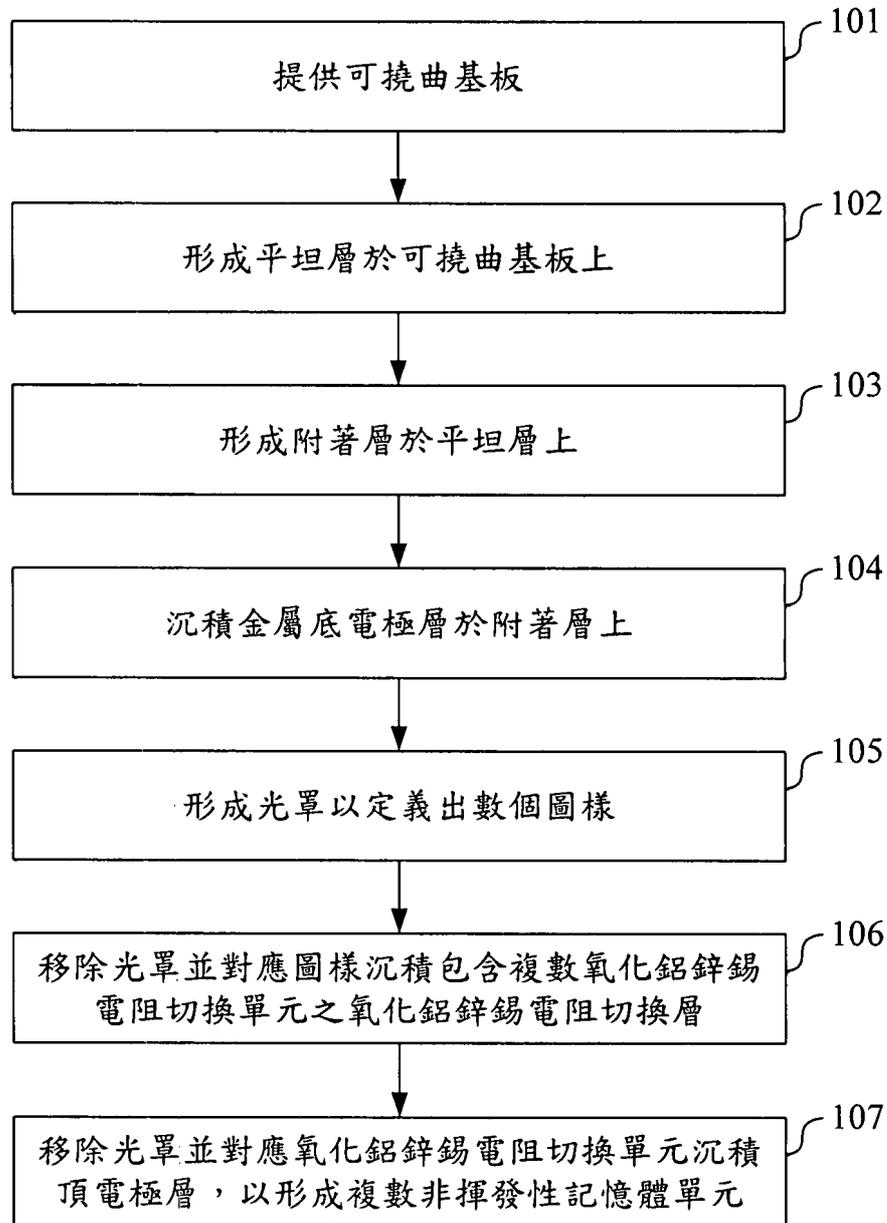 101
提供可撓曲基板
102
形成平坦層於可撓曲基板上
103
形成附著層於平坦層上
104
沉積金屬底電極層於附著層上
105
形成光罩以定義出數個圖樣
106
移除光罩並對應圖樣沉積包含複數氧化鋁鋅錫
電阻切換單元之氧化鋁鋅錫電阻切換層
107
移除光罩並對應氧化鋁鋅錫電阻切換單元沉積
頂電極層，以形成複數非揮發性記憶體單元